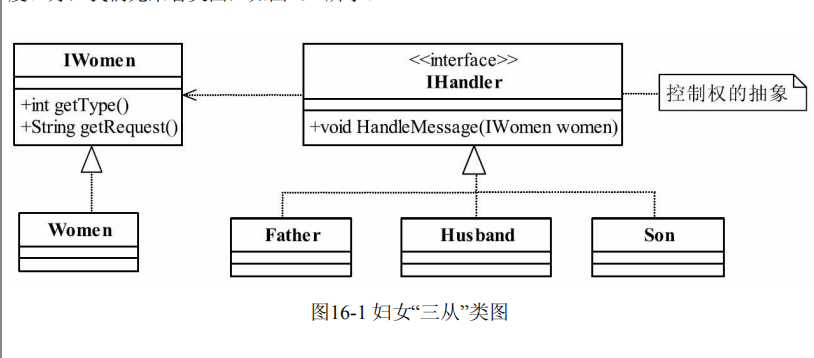 IWomen
+int getType()
+String getRequest()
<<interface>>
IHandler
+void HandleMessage(IWomen women)
控制权的抽象
Women
Father
Husband
Son
图16-1 妇女“三从”类图